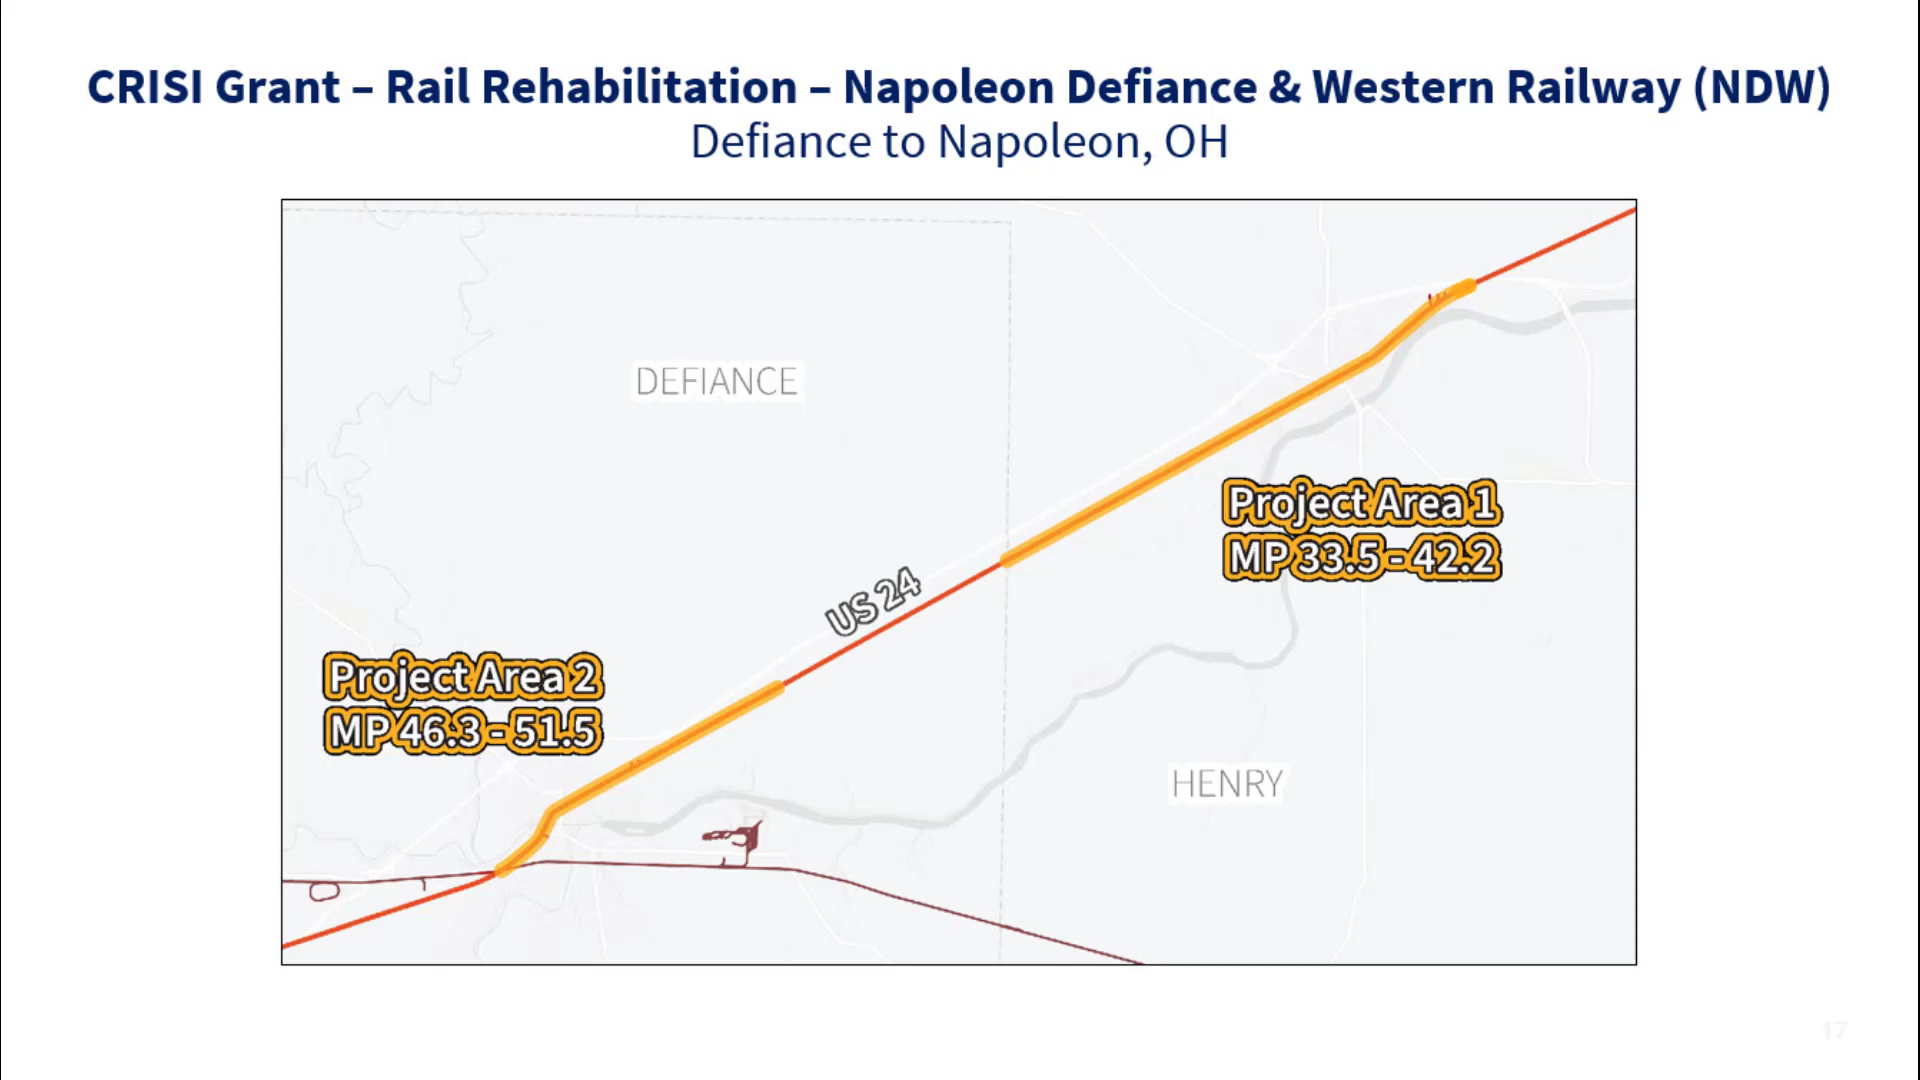 CRISI Grant – Rail Rehabilitation – Napoleon Defiance & Western Railway (NDW)
Defiance to Napoleon, OH
DEFIANCE
Project Area 1
MP 33.5 - 42.2
US 24
Project Area 2
MP 46.3 - 51.5
HENRY
17